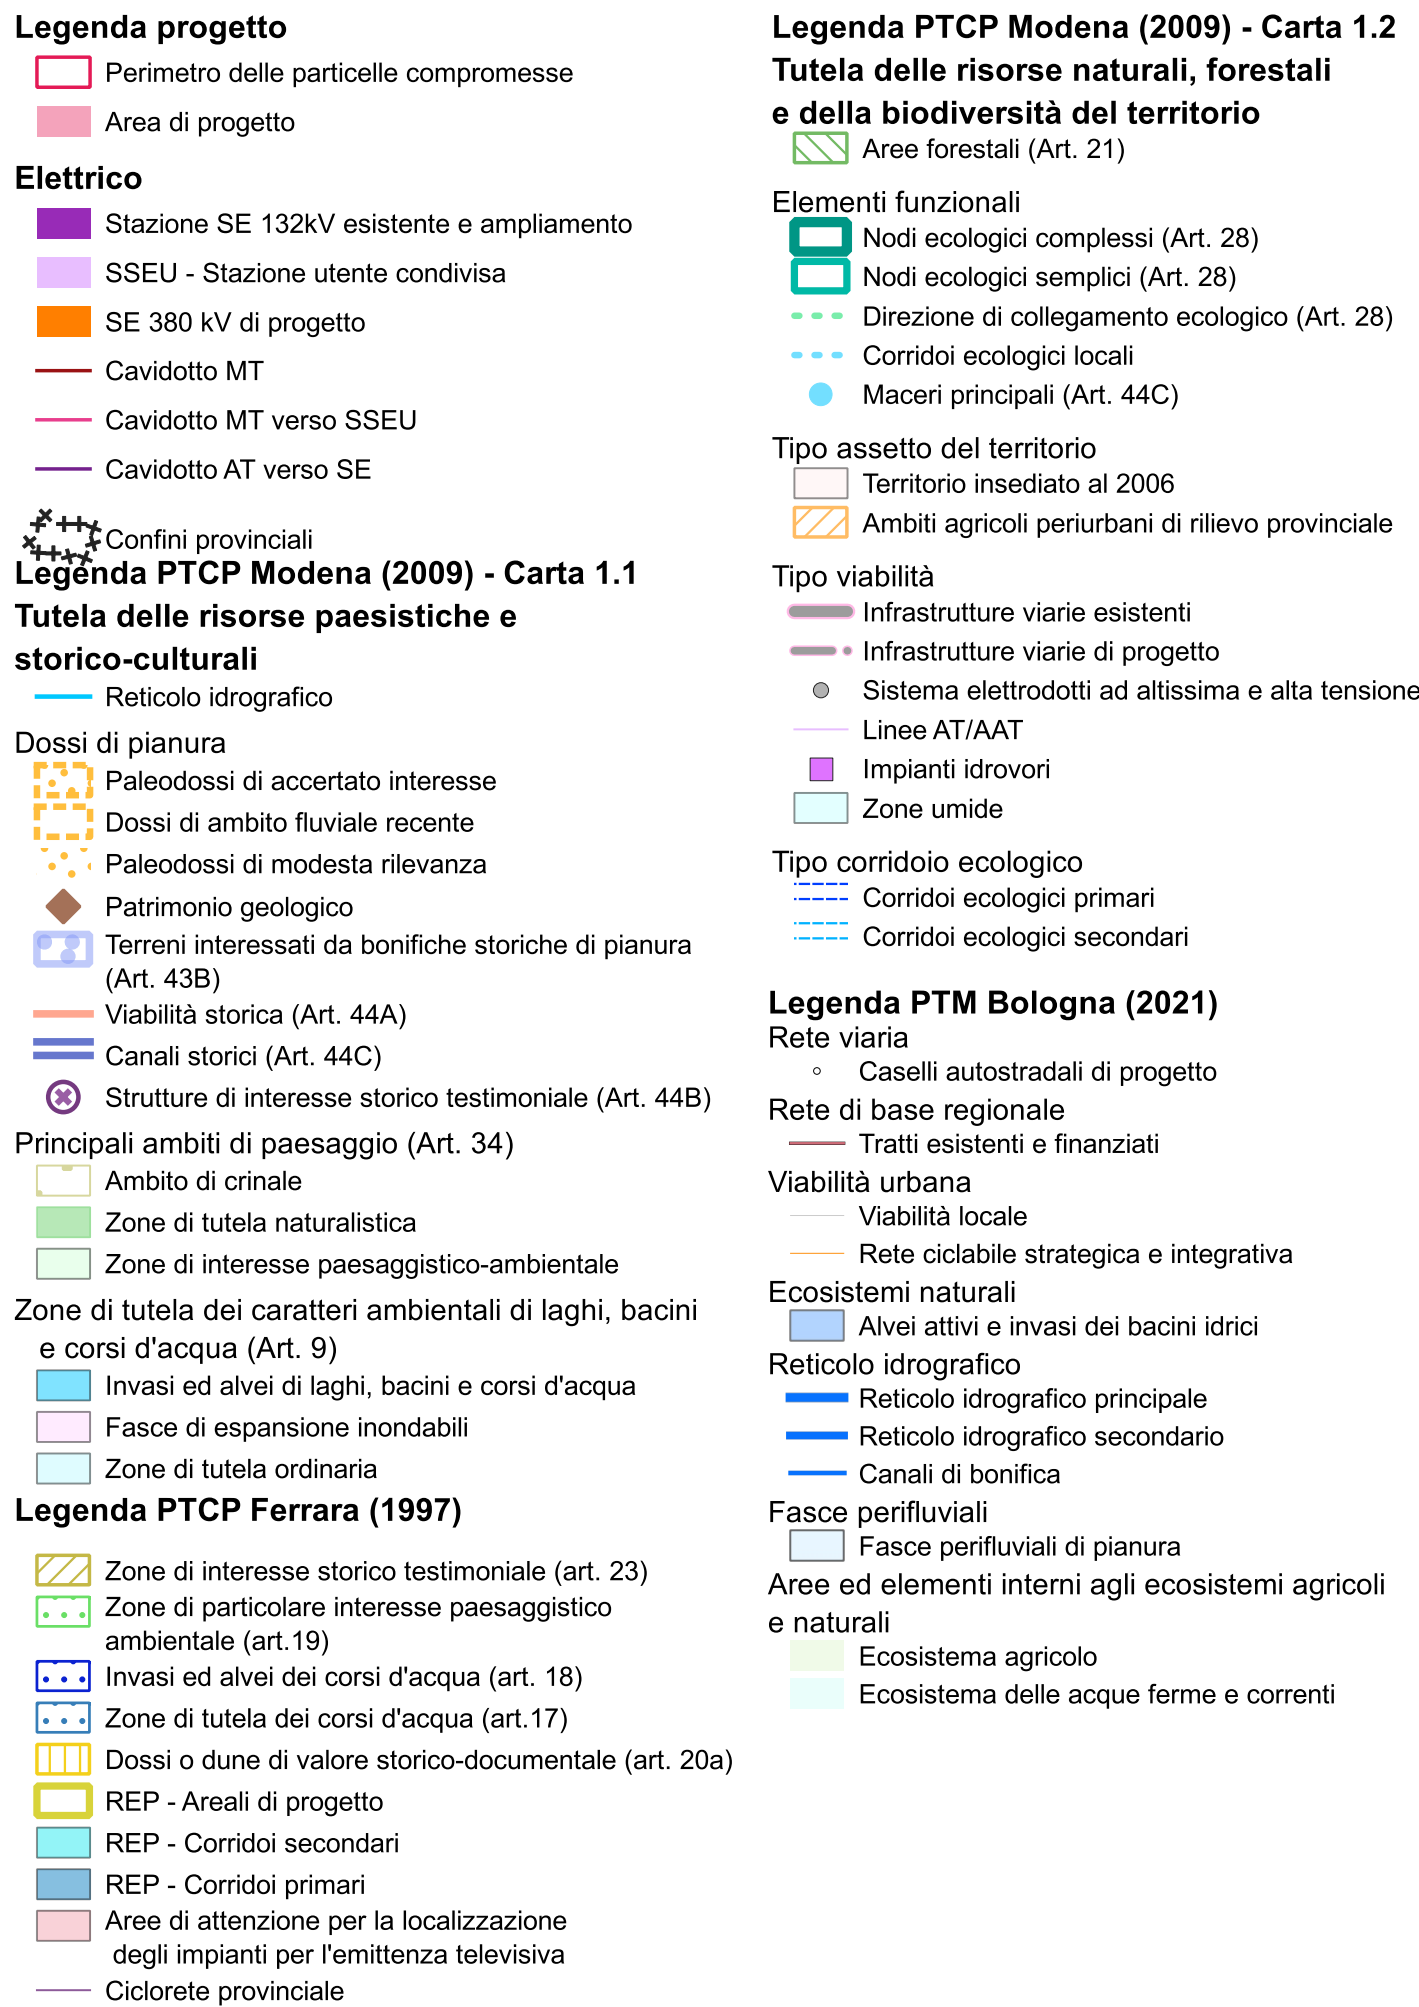 Legenda progetto
Perimetro delle particelle compromesse
Area di progetto
Elettrico
Stazione SE 132kV esistente e ampliamento
SSEU - Stazione utente condivisa
SE 380 kV di progetto
Cavidotto MT
Cavidotto MT verso SSEU
Cavidotto AT verso SE
Confini provinciali
Legenda PTCP Modena (2009) - Carta 1.1
Tutela delle risorse paesistiche e
storico-culturali
Reticolo idrografico
Dossi di pianura
Paleodossi di accertato interesse
Dossi di ambito fluviale recente
Paleodossi di modesta rilevanza
Patrimonio geologico
Terreni interessati da bonifiche storiche di pianura
(Art. 43B)
Viabilità storica (Art. 44A)
Canali storici (Art. 44C)
Strutture di interesse storico testimoniale (Art. 44B)
Principali ambiti di paesaggio (Art. 34)
Ambito di crinale
Zone di tutela naturalistica
Zone di interesse paesaggistico-ambientale
Zone di tutela dei caratteri ambientali di laghi, bacini
e corsi d'acqua (Art. 9)
Invasi ed alvei di laghi, bacini e corsi d'acqua
Fasce di espansione inondabili
Zone di tutela ordinaria
Legenda PTCP Ferrara (1997)
Zone di interesse storico testimoniale (art. 23)
Zone di particolare interesse paesaggistico
ambientale (art.19)
Invasi ed alvei dei corsi d'acqua (art. 18)
Zone di tutela dei corsi d'acqua (art.17)
Dossi o dune di valore storico-documentale (art. 20a)
REP - Areali di progetto
REP - Corridoi secondari
REP - Corridoi primari
Aree di attenzione per la localizzazione
degli impianti per l'emittenza televisiva
Ciclorete provinciale
Legenda PTCP Modena (2009) - Carta 1.2
Tutela delle risorse naturali, forestali
e della biodiversità del territorio
Aree forestali (Art. 21)
Elementi funzionali
Nodi ecologici complessi (Art. 28)
Nodi ecologici semplici (Art. 28)
Direzione di collegamento ecologico (Art. 28)
Corridoi ecologici locali
Maceri principali (Art. 44C)
Tipo assetto del territorio
Territorio insediato al 2006
Ambiti agricoli periurbani di rilievo provinciale
Tipo viabilità
Infrastrutture viarie esistenti
Infrastrutture viarie di progetto
Sistema elettrodotti ad altissima e alta tensione
Linee AT/AAT
Impianti idrovori
Zone umide
Tipo corridoio ecologico
Corridoi ecologici primari
Corridoi ecologici secondari
Legenda PTM Bologna (2021)
Rete viaria
Caselli autostradali di progetto
Rete di base regionale
Tratti esistenti e finanziati
Viabilità urbana
Viabilità locale
Rete ciclabile strategica e integrativa
Ecosistemi naturali
Alvei attivi e invasi dei bacini idrici
Reticolo idrografico
Reticolo idrografico principale
Reticolo idrografico secondario
Canali di bonifica
Fasce perifluviali
Fasce perifluviali di pianura
Aree ed elementi interni agli ecosistemi agricoli
e naturali
Ecosistema agricolo
Ecosistema delle acque ferme e correnti